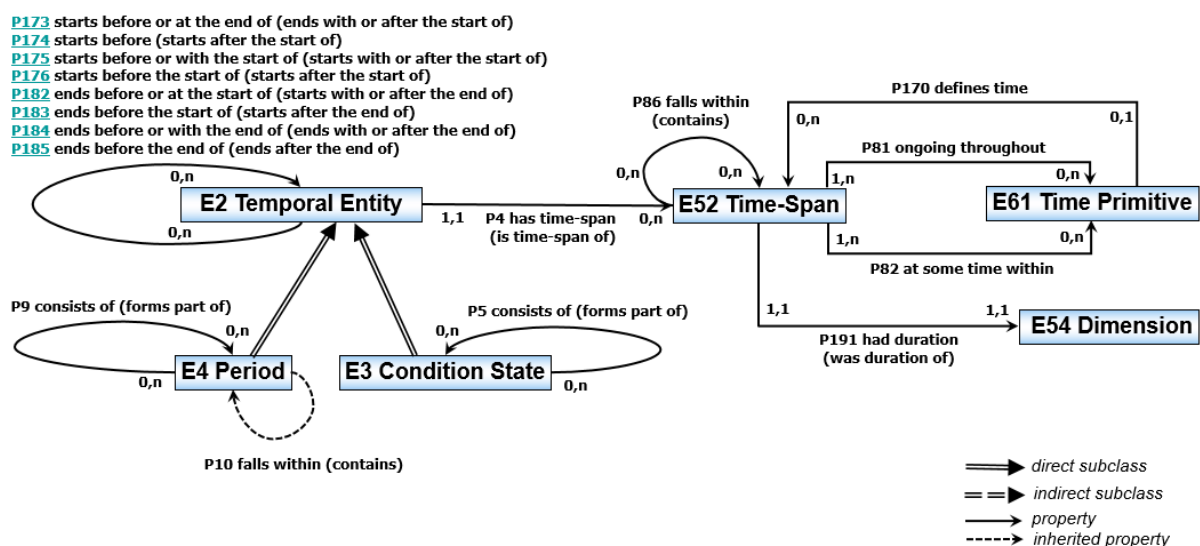 P173 starts before or at the end of (ends with or after the start of)
P174 starts before (starts after the start of)
P175 starts before or with the start of (starts with or after the start of)
P176 starts before the start of (starts after the start of)
P182 ends before or at the start of (starts with or after the end of)
P183 ends before the start of (starts after the end of)
P184 ends before or with the end of (ends with or after the end of)
P185 ends before the end of (ends after the end of)
0,n
E2 Temporal Entity
0,n
1,1
P4 has time-span
(is time-span of)
0,n
P86 falls within
(contains)
0,n
0,n
E52 Time-Span
P170 defines time
0,n
0,1
P81 ongoing throughout
1,n
0,n
E61 Time Primitive
1,n
0,n
P82 at some time within
1,1
1,1
P191 had duration
(was duration of)
E54 Dimension
P9 consists of (forms part of)
0,n
E4 Period
0,n
P5 consists of (forms part of)
0,n
E3 Condition State
0,n
P10 falls within (contains)
direct subclass
indirect subclass
property
inherited property